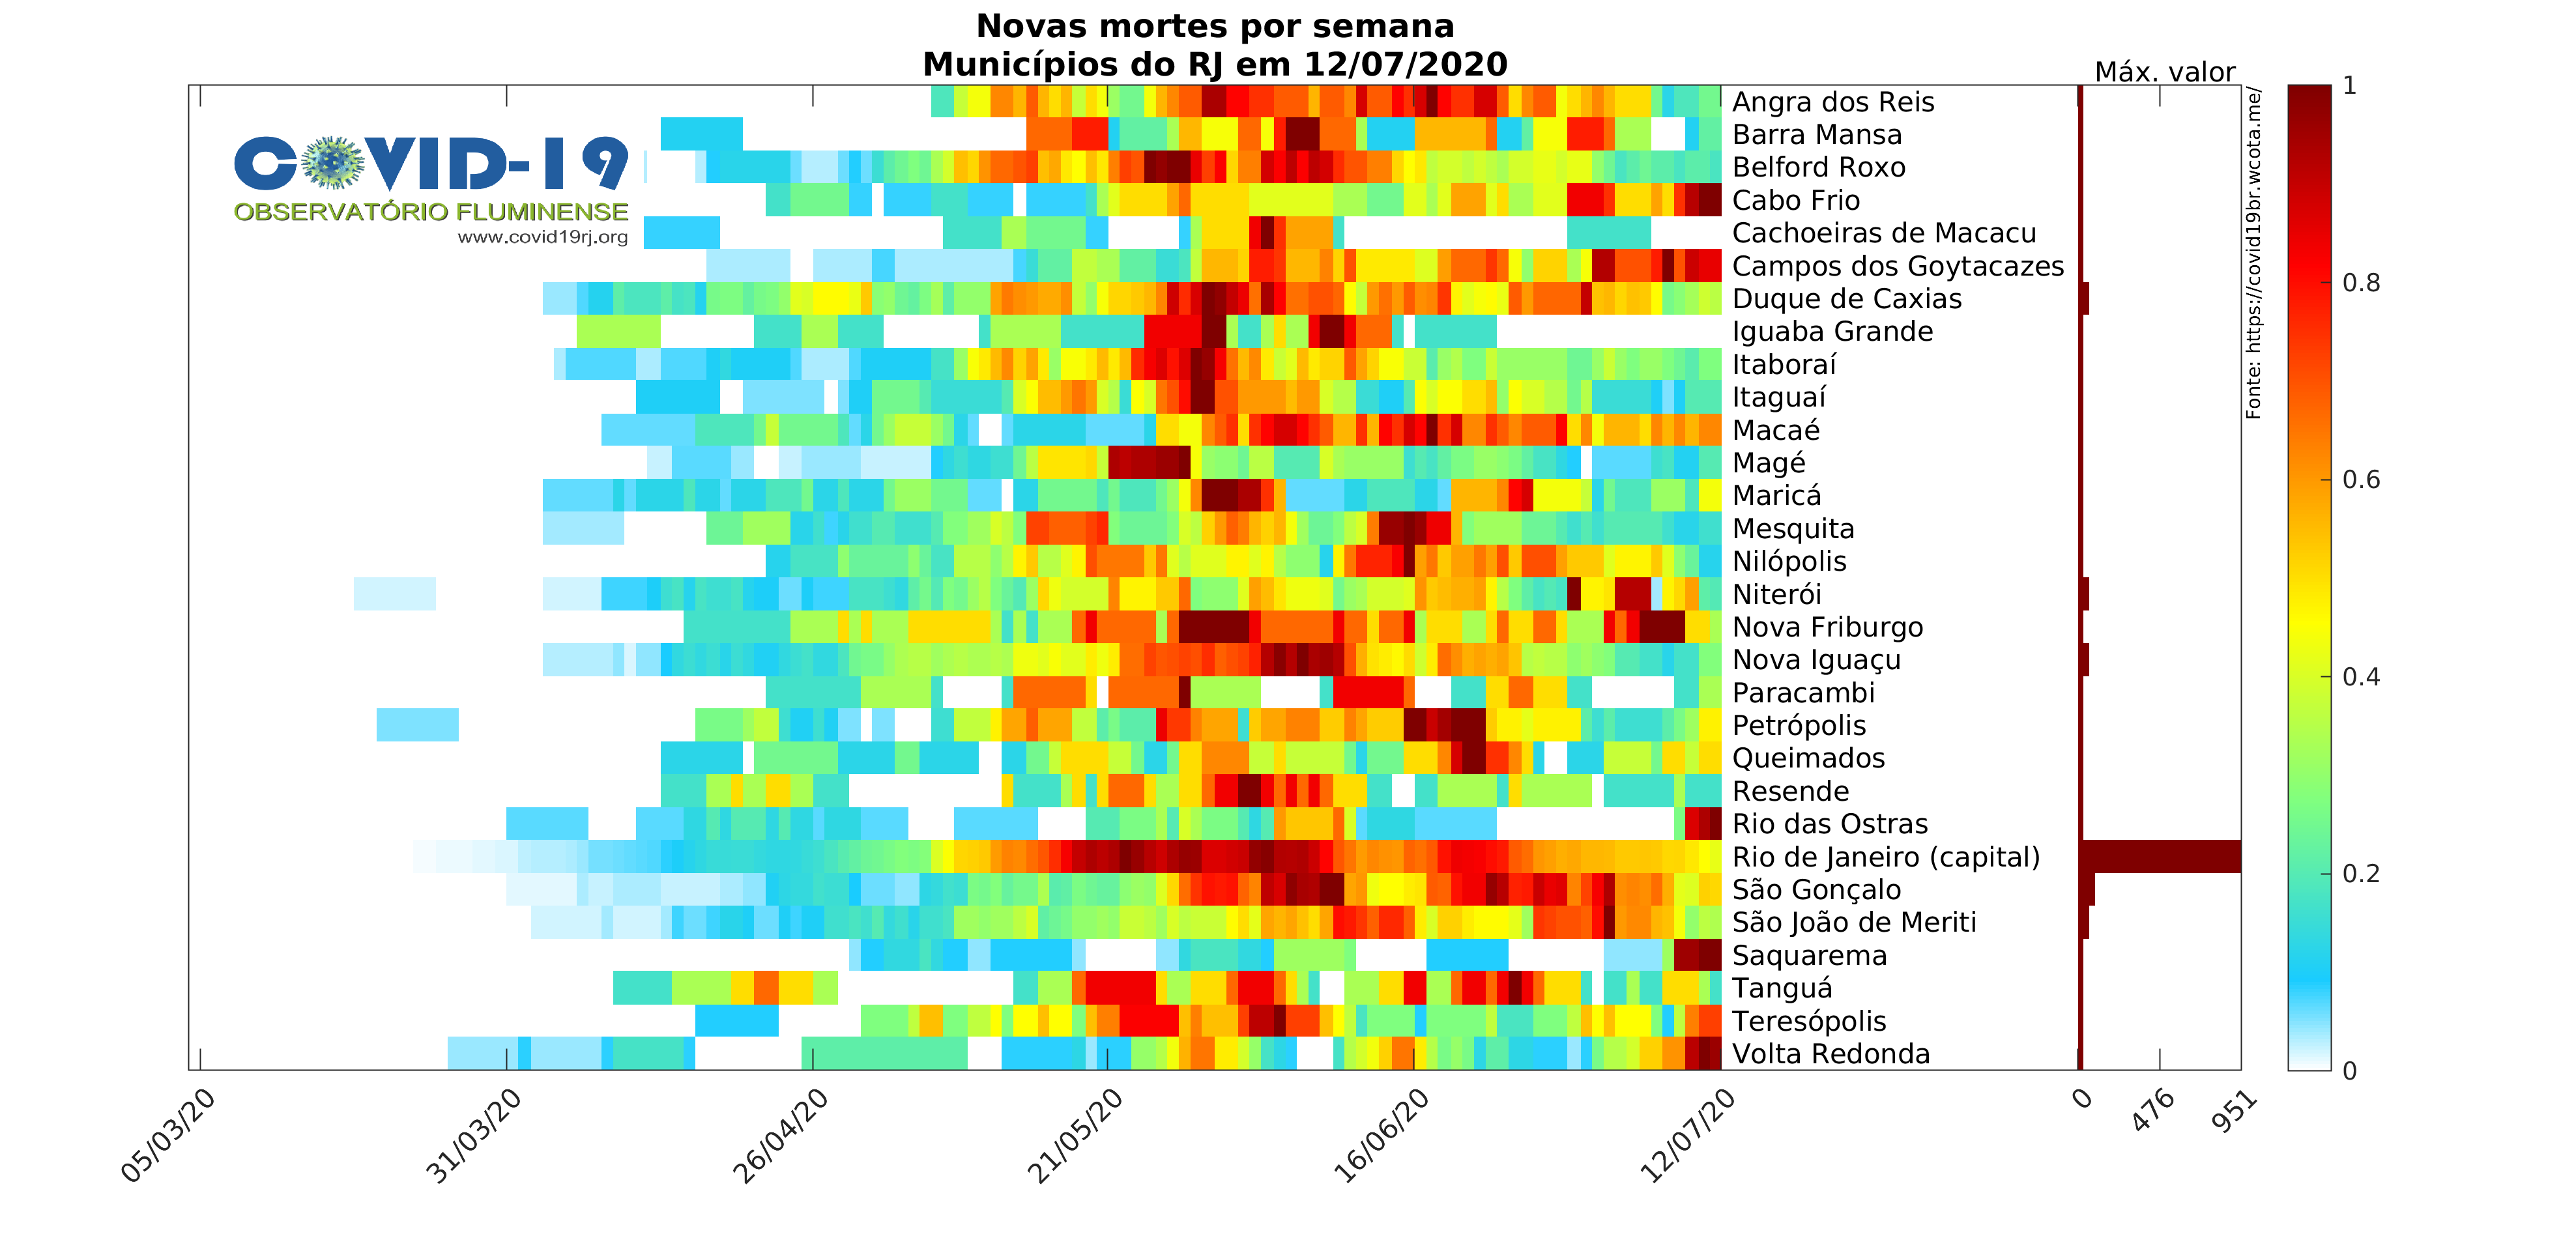 Novas mortes por semana
Municípios do RJ em 12/07/2020
Máx. valor
COVID-19
OBSERVATÓRIO FLUMINENSE
www.covid19rj.org
Angra dos Reis
Barra Mansa
Belford Roxo
Cabo Frio
Cachoeiras de Macacu
Campos dos Goytacazes
Duque de Caxias
Iguaba Grande
Itaboraí
Itaguaí
Macaé
Magé
Maricá
Mesquita
Nilópolis
Niterói
Nova Friburgo
Nova Iguaçu
Paracambi
Petrópolis
Queimados
Resende
Rio das Ostras
Rio de Janeiro (capital)
São Gonçalo
São João de Meriti
Saquarema
Tanguá
Teresópolis
Volta Redonda
Fonte: https://covid19br.wcota.me/
1
0.8
0.6
0.4
0.2
0
05/03/20
31/03/20
26/04/20
21/05/20
16/06/20
12/07/20
0
476
951